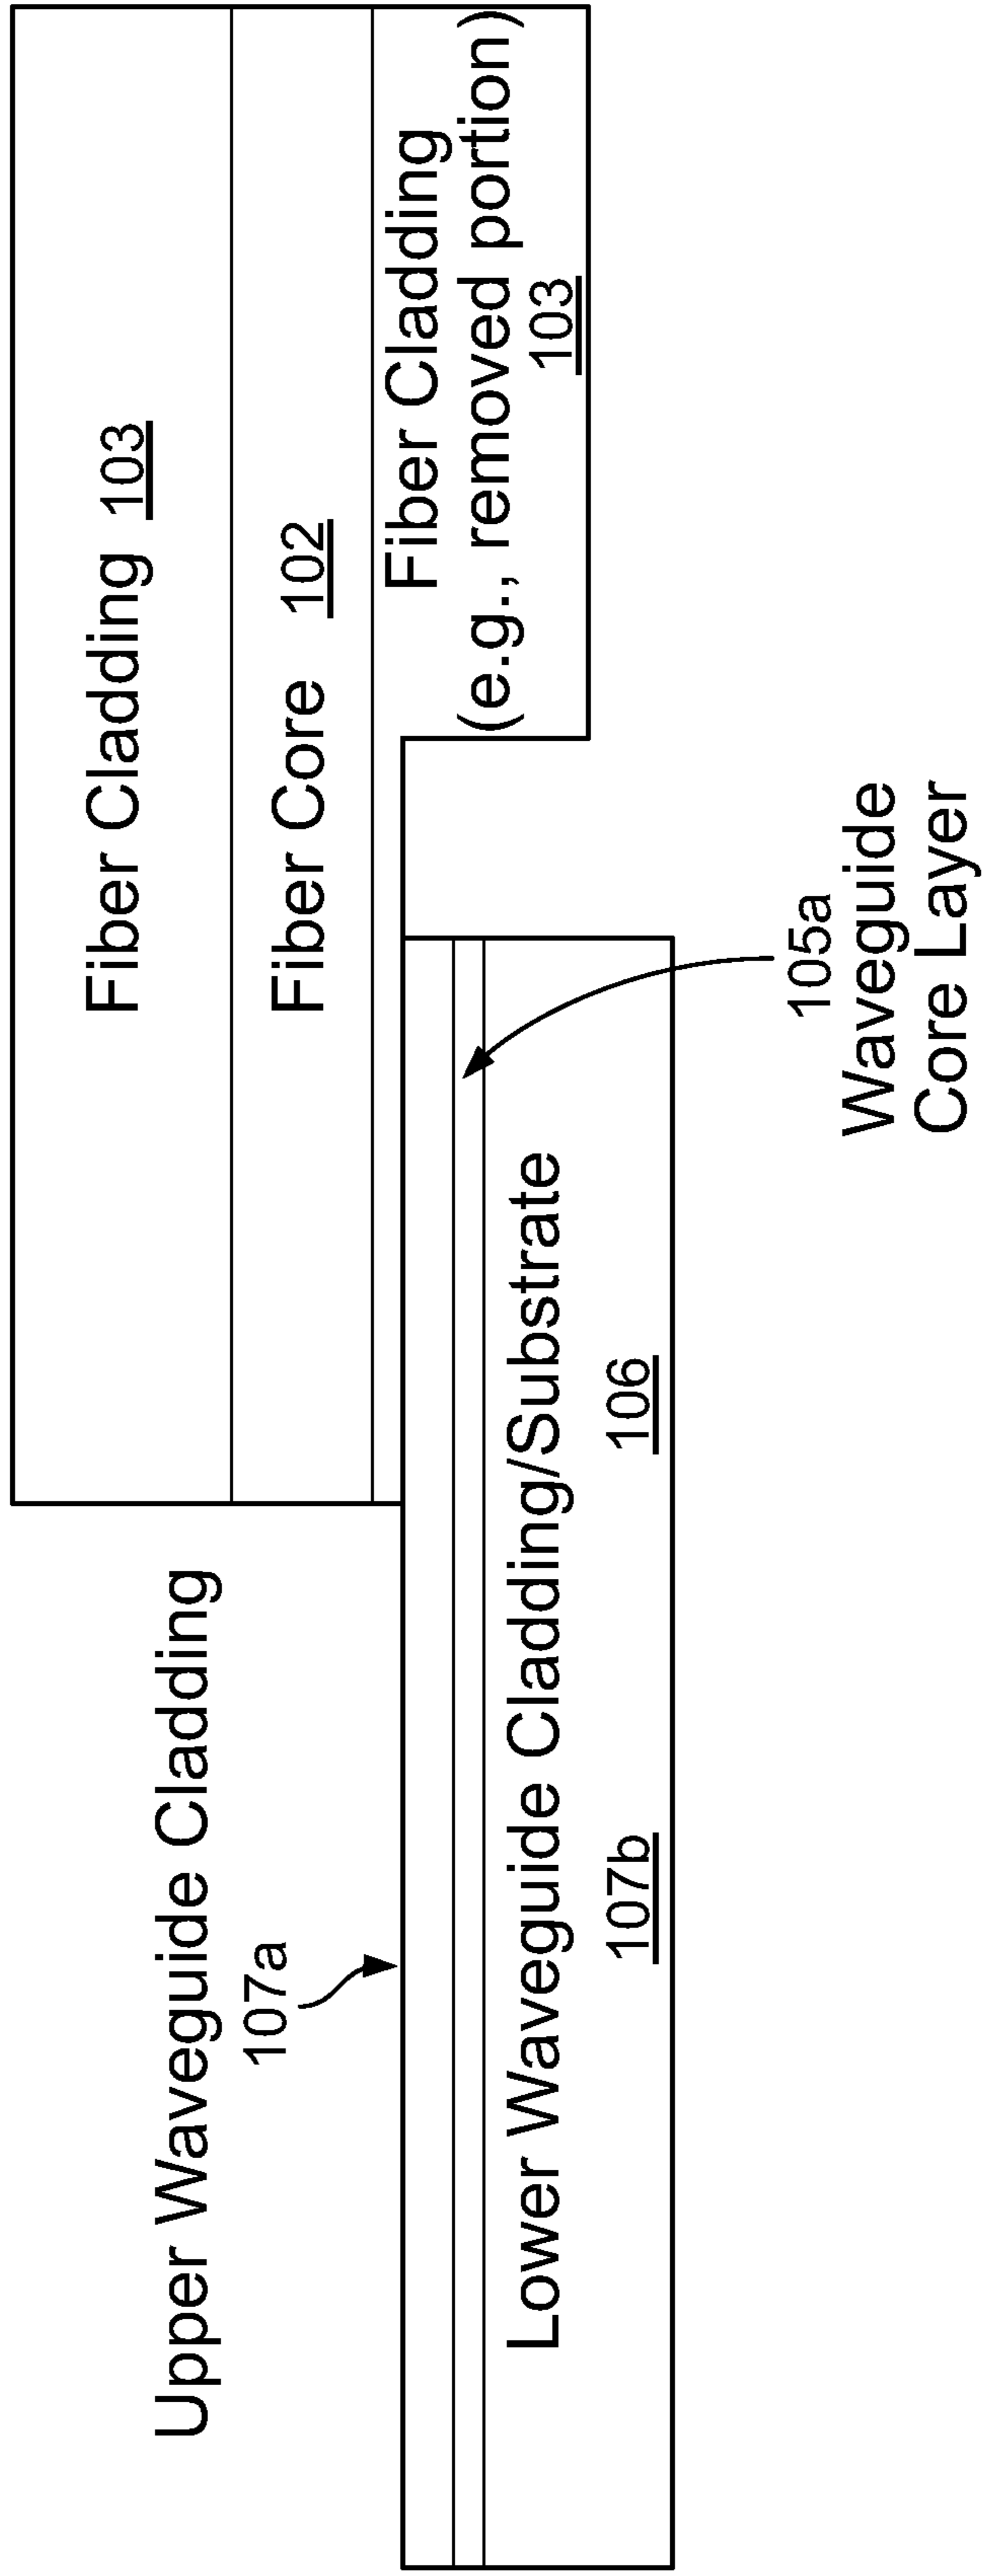 Fiber Cladding 103
Fiber Core 102
Fiber Cladding
(e.g., removed portion)
103
Upper Waveguide Cladding
107a
Lower Waveguide Cladding/Substrate
107b 106
105a
Waveguide
Core Layer